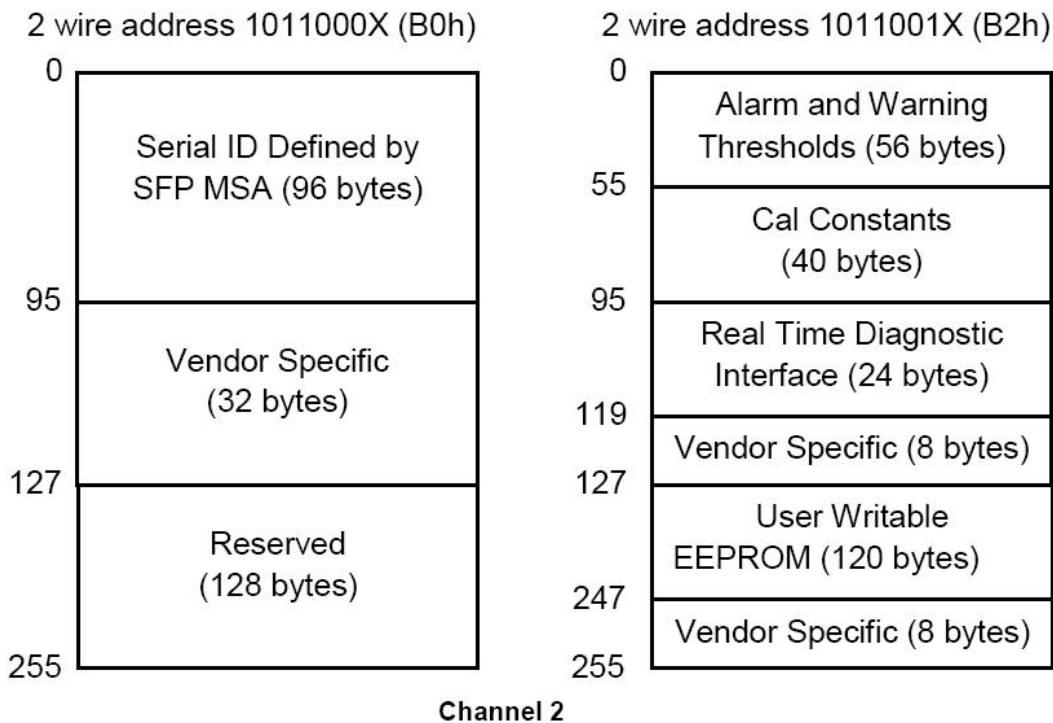 2 wire address 1011000X (B0h)
0
Serial ID Defined by
SFP MSA (96 bytes)
95
Vendor Specific
(32 bytes)
127
Reserved
(128 bytes)
255
2 wire address 1011001X (B2h)
0
Alarm and Warning
Thresholds (56 bytes)
55
Cal Constants
(40 bytes)
95
Real Time Diagnostic
Interface (24 bytes)
119
Vendor Specific (8 bytes)
127
User Writable
EEPROM (120 bytes)
247
Vendor Specific (8 bytes)
255
Channel 2